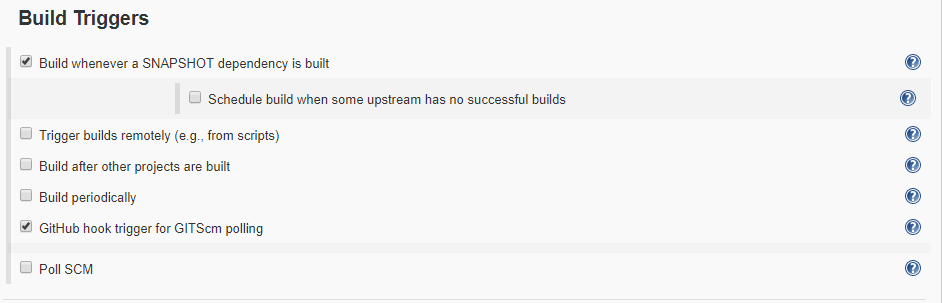 Build Triggers
Build whenever a SNAPSHOT dependency is built
Schedule build when some upstream has no successful builds
Trigger builds remotely (e.g., from scripts)
Build after other projects are built
Build periodically
GitHub hook trigger for GITScm polling
Poll SCM